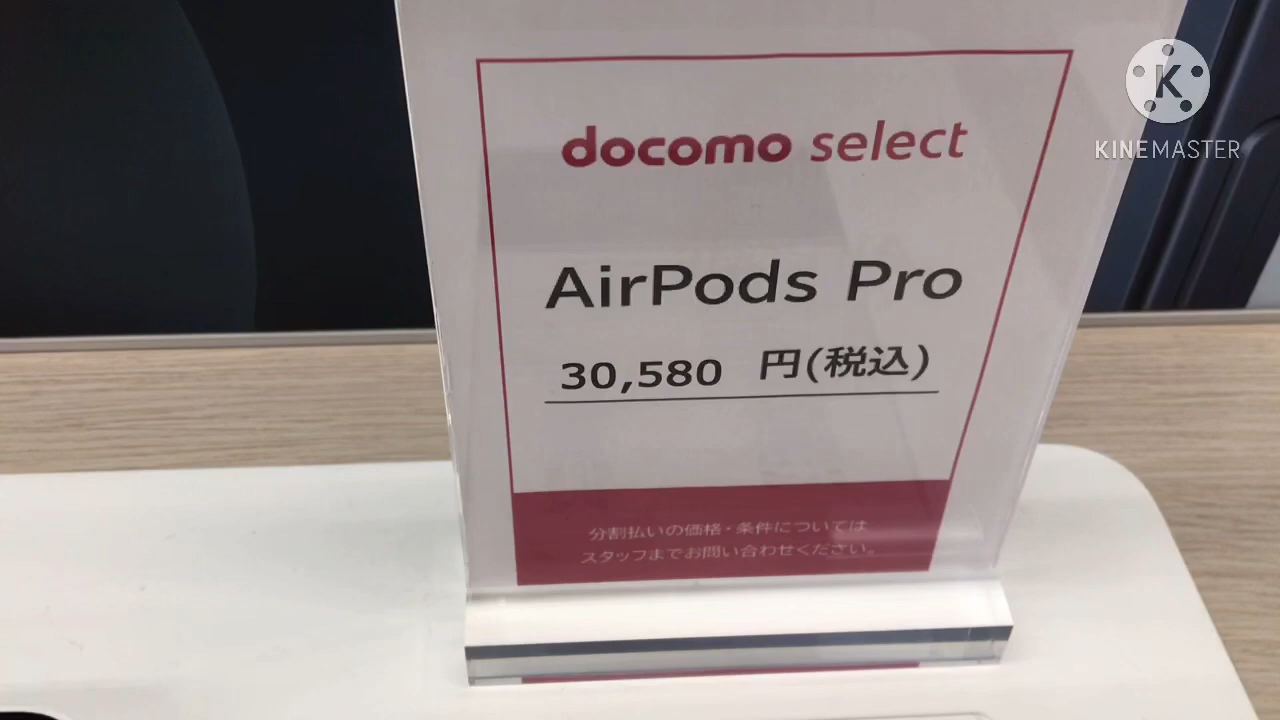 docomo select
AirPods Pro
30,580 円(税込)
分割払いの価格・条件については
スタッフまでお問い合わせください。
K
KINEMASTER